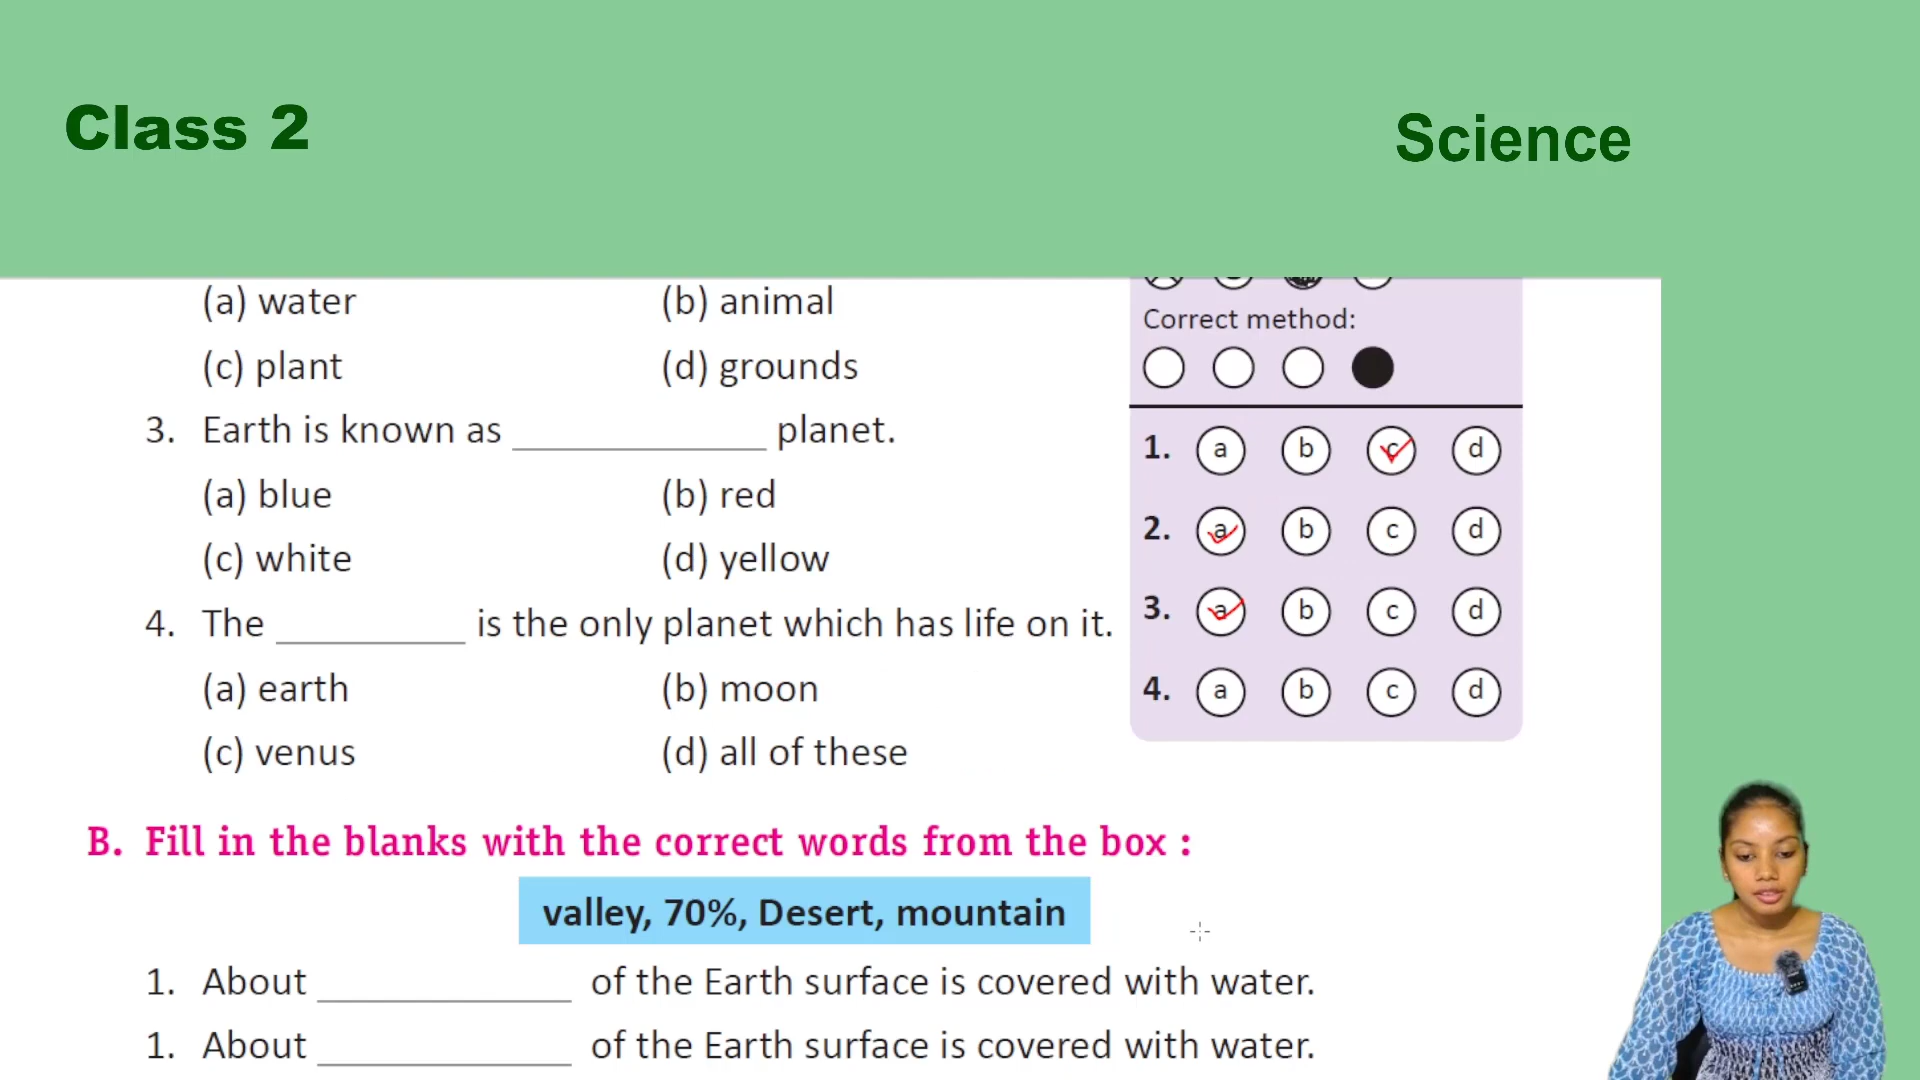 Class 2
Science
(a) water (b) animal
(c) plant (d) grounds
3. Earth is known as ____________ planet.
(a) blue (b) red
(c) white (d) yellow
4. The _________ is the only planet which has life on it.
(a) earth (b) moon
(c) venus (d) all of these
Correct method:
1. a b c d
2. a b c d
3. a b c d
4. a b c d
B. Fill in the blanks with the correct words from the box :
valley, 70%, Desert, mountain
1. About ____________ of the Earth surface is covered with water.
1. About ____________ of the Earth surface is covered with water.